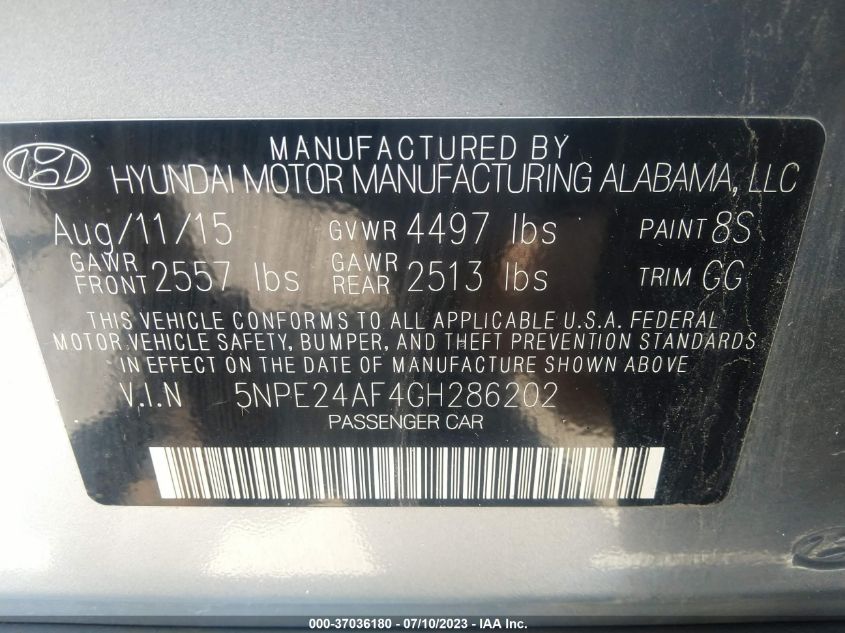 MANUFACTURED BY
HYUNDAI MOTOR MANUFACTURING ALABAMA, LLC
Aug/11/15 GVWR 4497 lbs PAINT 8S
GAWR FRONT 2557 lbs GAWR REAR 2513 lbs TRIM GG
THIS VEHICLE CONFORMS TO ALL APPLICABLE U.S.A. FEDERAL
MOTOR VEHICLE SAFETY, BUMPER, AND THEFT PREVENTION STANDARDS
IN EFFECT ON THE DATE OF MANUFACTURE SHOWN ABOVE
V.I.N 5NPE24AF4GH286202
PASSENGER CAR
000-37036180 - 07/10/2023 - IAA Inc.